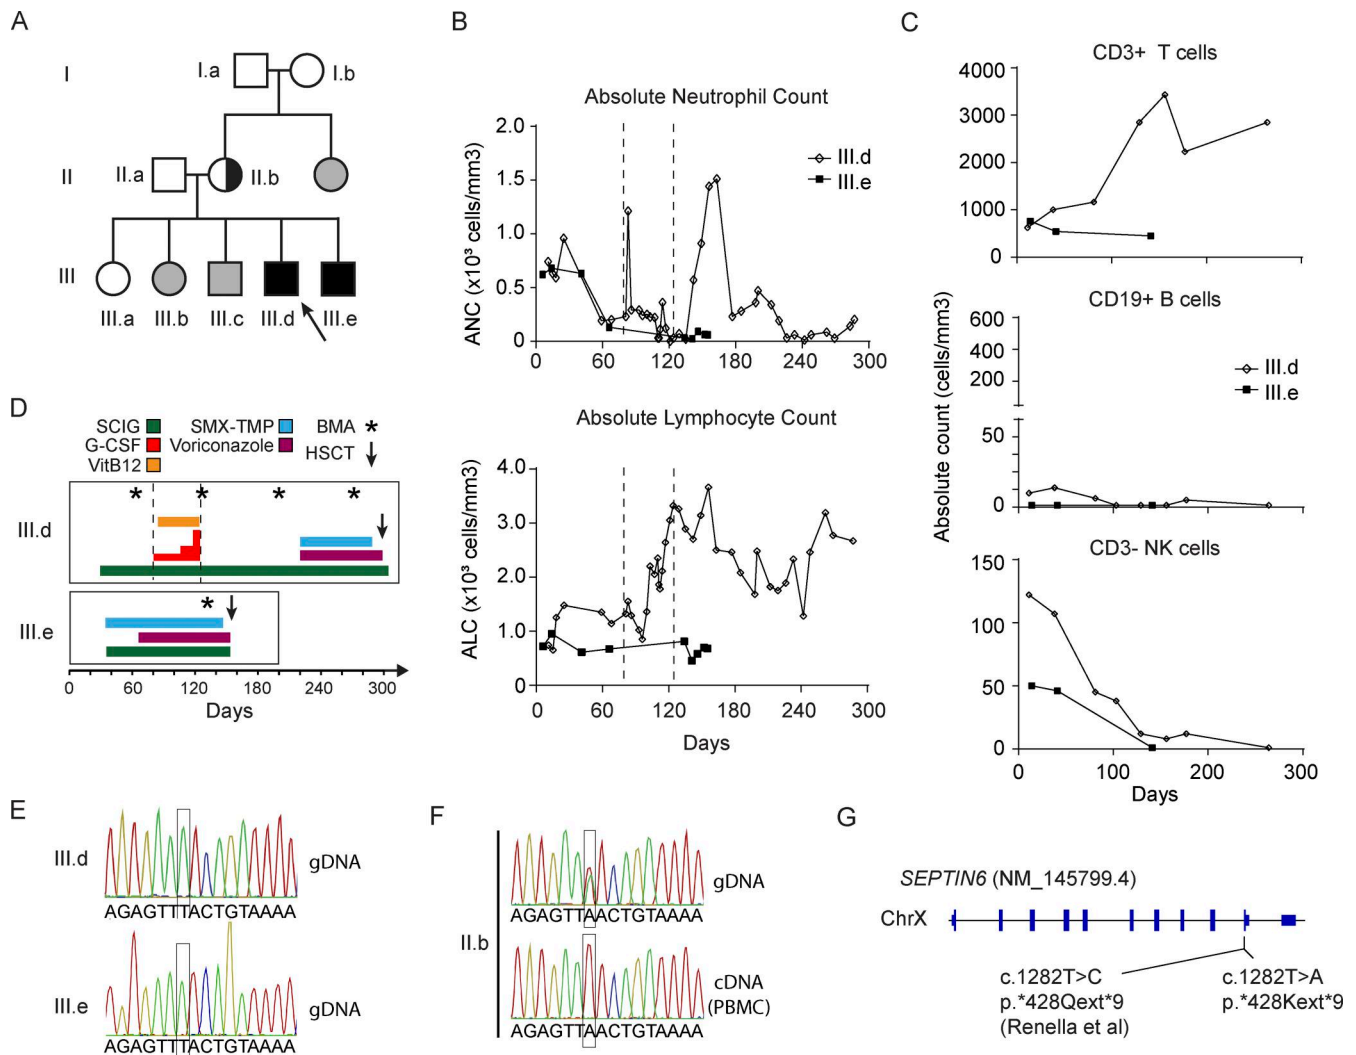 A
I
I.a
I.b
II
II.a
II.b
III
III.a
III.b
III.c
III.d
III.e
B
Absolute Neutrophil Count
ANC (x10³ cells/mm3)
2.0
1.5
1.0
0.5
0
0 60 120 180 240 300
III.d
III.e
Absolute Lymphocyte Count
ALC (x10³ cells/mm3)
4.0
3.0
2.0
1.0
0
0 60 120 180 240 300
Days
C
CD3+ T cells
4000
3000
2000
1000
0
CD19+ B cells
Absolute count (cells/mm3)
600
400
200
50
0
III.d
III.e
CD3- NK cells
150
100
50
0
0 100 200 300
Days
D
SCIG
G-CSF
VitB12
SMX-TMP
Voriconazole
BMA *
HSCT
III.d
* * * *
III.e
*
0 60 120 180 240 300
Days
E
III.d
gDNA
AGAGTTTACTGTAAAA
III.e
gDNA
AGAGTTTACTGTAAAA
F
II.b
gDNA
AGAGTTAACTGTAAAA
cDNA
(PBMC)
AGAGTTAACTGTAAAA
G
SEPTIN6 (NM_145799.4)
ChrX
c.1282T>C
p.*428Qext*9
(Renella et al)
c.1282T>A
p.*428Kext*9